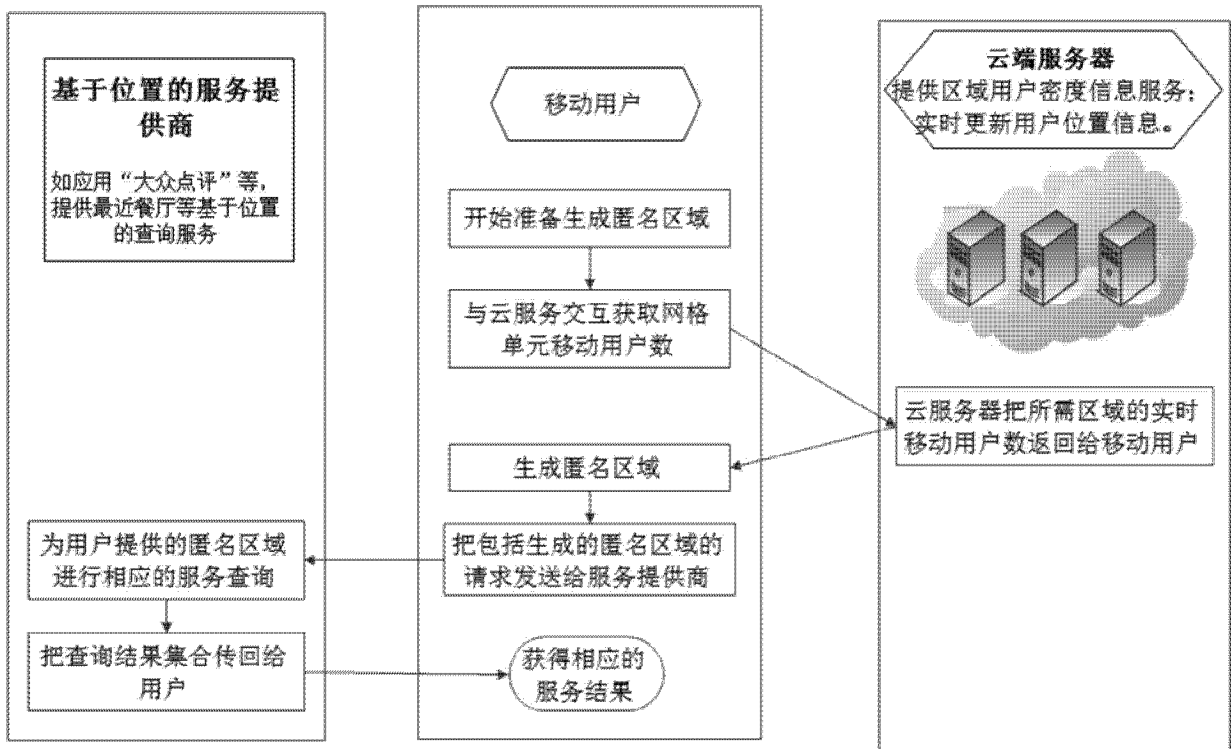 基于位置的服务提
供商
如应用“大众点评”等,
提供最近餐厅等基于位置
的查询服务
为用户提供的匿名区域
进行相应的服务查询
把查询结果集合传回给
用户
移动用户
开始准备生成匿名区域
与云服务交互获取网格
单元移动用户数
生成匿名区域
把包括生成的匿名区域的
请求发送给服务提供商
获得相应的
服务结果
云端服务器
提供区域用户密度信息服务;
实时更新用户位置信息。
云服务器把所需区域的实时
移动用户数返回给移动用户